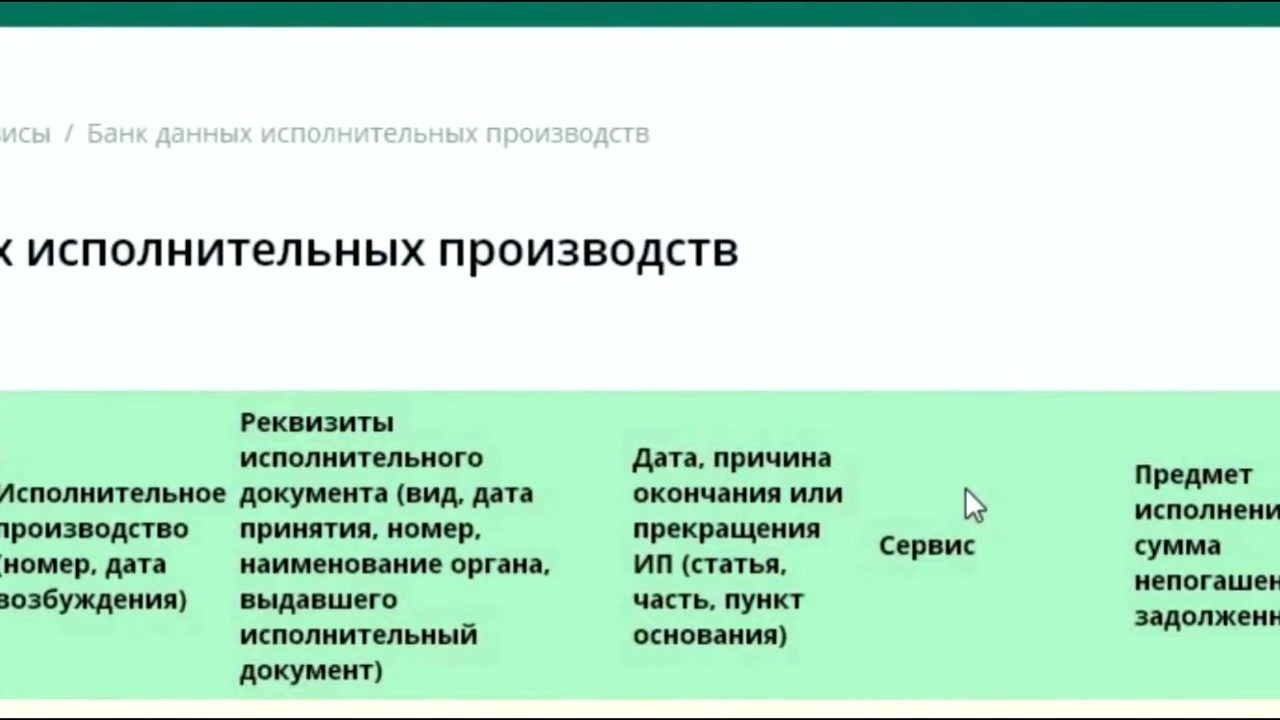 висы / Банк данных исполнительных производств
х исполнительных производств
Исполнительное
производство
(номер, дата
возбуждения)
Реквизиты
исполнительного
документа (вид, дата
принятия, номер,
наименование органа,
выдавшего
исполнительный
документ)
Дата, причина
окончания или
прекращения
ИП (статья,
часть, пункт
основания)
Сервис
Предмет
исполнени
сумма
непогашен
задолженн